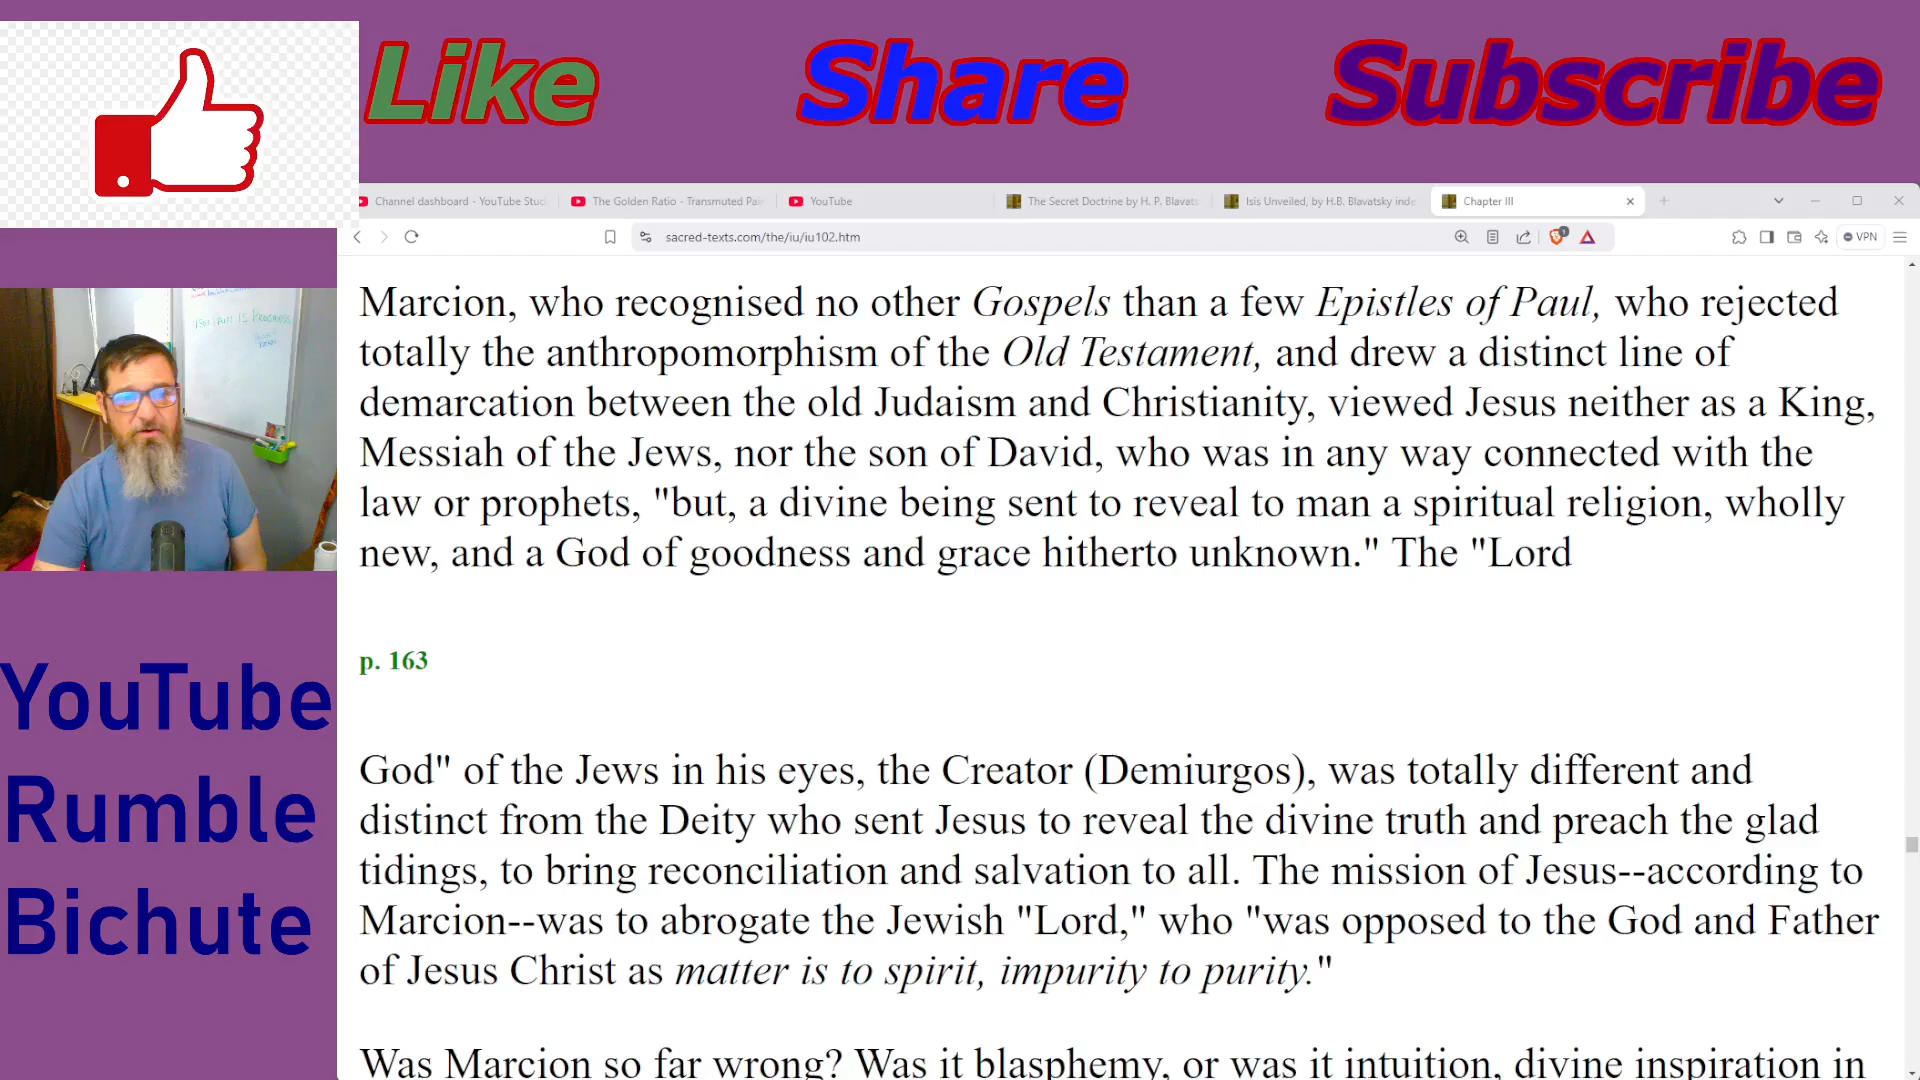 Like Share Subscribe
Channel dashboard - YouTube Stud
The Golden Ratio - Transmuted Pai
YouTube
The Secret Doctrine by H. P. Blavats
Isis Unveiled, by H.B. Blavatsky inde
Chapter III
sacred-texts.com/the/iu/iu102.htm
1
VPN
Marcion, who recognised no other Gospels than a few Epistles of Paul, who rejected
totally the anthropomorphism of the Old Testament, and drew a distinct line of
demarcation between the old Judaism and Christianity, viewed Jesus neither as a King,
Messiah of the Jews, nor the son of David, who was in any way connected with the
law or prophets, "but, a divine being sent to reveal to man a spiritual religion, wholly
new, and a God of goodness and grace hitherto unknown." The "Lord
p. 163
God" of the Jews in his eyes, the Creator (Demiurgos), was totally different and
distinct from the Deity who sent Jesus to reveal the divine truth and preach the glad
tidings, to bring reconciliation and salvation to all. The mission of Jesus--according to
Marcion--was to abrogate the Jewish "Lord," who "was opposed to the God and Father
of Jesus Christ as matter is to spirit, impurity to purity."
Was Marcion so far wrong? Was it blasphemy, or was it intuition, divine inspiration in
YouTube
Rumble
Bichute